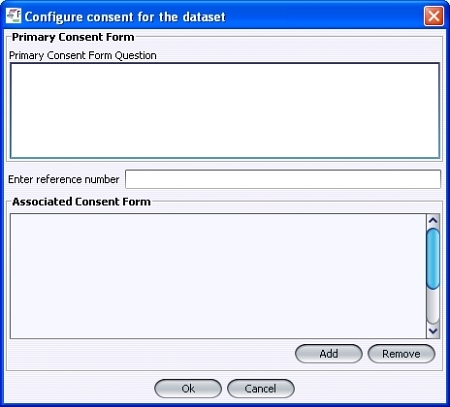 Configure consent for the dataset
Primary Consent Form
Primary Consent Form Question
Enter reference number
Associated Consent Form
Add Remove
Ok Cancel